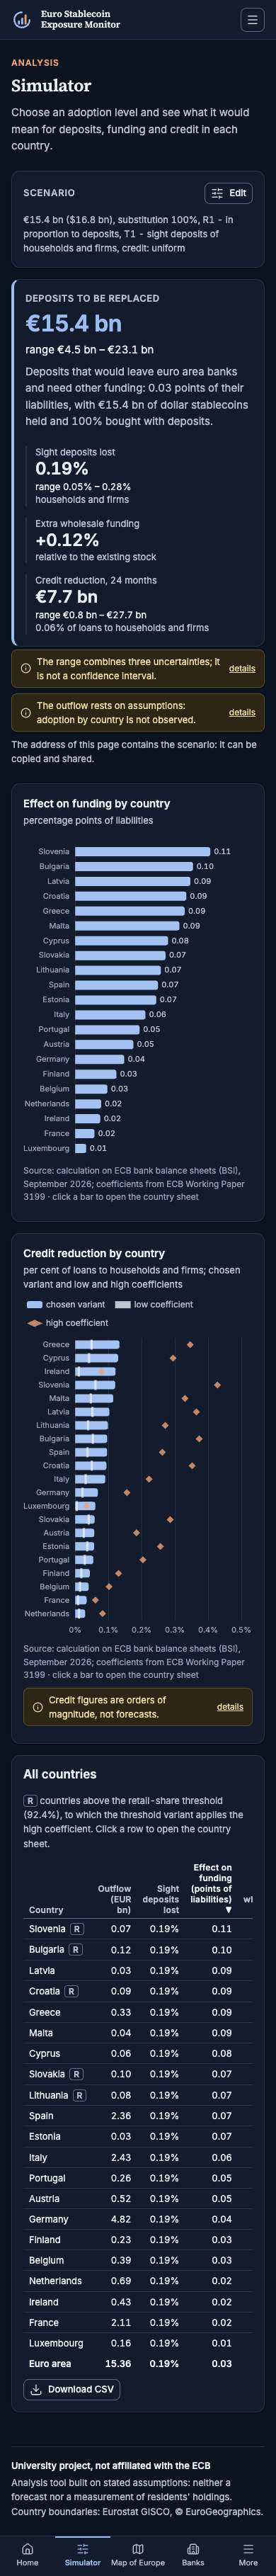 Euro Stablecoin
Exposure Monitor
ANALYSIS
Simulator
Choose an adoption level and see what it would
mean for deposits, funding and credit in each
country.
SCENARIO
Edit
€15.4 bn ($16.8 bn), substitution 100%, R1 - in
proportion to deposits, T1 - sight deposits of
households and firms, credit: uniform
DEPOSITS TO BE REPLACED
€15.4 bn
range €4.5 bn – €23.1 bn
Deposits that would leave euro area banks
and need other funding: 0.03 points of their
liabilities, with €15.4 bn of dollar stablecoins
held and 100% bought with deposits.
Sight deposits lost
0.19%
range 0.05% – 0.28%
households and firms
Extra wholesale funding
+0.12%
relative to the existing stock
Credit reduction, 24 months
€7.7 bn
range €0.8 bn – €27.7 bn
0.06% of loans to households and firms
The range combines three uncertainties; it
is not a confidence interval.
details
The outflow rests on assumptions:
adoption by country is not observed.
details
The address of this page contains the scenario: it can be
copied and shared.
Effect on funding by country
percentage points of liabilities
Slovenia 0.11
Bulgaria 0.10
Latvia 0.09
Croatia 0.09
Greece 0.09
Malta 0.09
Cyprus 0.08
Slovakia 0.07
Lithuania 0.07
Spain 0.07
Estonia 0.07
Italy 0.06
Portugal 0.05
Austria 0.05
Germany 0.04
Finland 0.03
Belgium 0.03
Netherlands 0.02
Ireland 0.02
France 0.02
Luxembourg 0.01
Source: calculation on ECB bank balance sheets (BSI),
September 2026; coefficients from ECB Working Paper
3199 · click a bar to open the country sheet
Credit reduction by country
per cent of loans to households and firms; chosen
variant and low and high coefficients
chosen variant low coefficient
high coefficient
Greece
Cyprus
Ireland
Slovenia
Malta
Latvia
Lithuania
Bulgaria
Spain
Croatia
Italy
Germany
Luxembourg
Slovakia
Austria
Estonia
Portugal
Finland
Belgium
France
Netherlands
0% 0.1% 0.2% 0.3% 0.4% 0.5%
Source: calculation on ECB bank balance sheets (BSI),
September 2026; coefficients from ECB Working Paper
3199 · click a bar to open the country sheet
Credit figures are orders of
magnitude, not forecasts.
details
All countries
R countries above the retail-share threshold
(92.4%), to which the threshold variant applies the
high coefficient. Click a row to open the country
sheet.
Country Outflow (EUR bn) Sight deposits lost Effect on funding (points of liabilities) ▼ wl
Slovenia R 0.07 0.19% 0.11
Bulgaria R 0.12 0.19% 0.10
Latvia 0.03 0.19% 0.09
Croatia R 0.09 0.19% 0.09
Greece 0.33 0.19% 0.09
Malta 0.04 0.19% 0.09
Cyprus 0.06 0.19% 0.08
Slovakia R 0.10 0.19% 0.07
Lithuania R 0.08 0.19% 0.07
Spain 2.36 0.19% 0.07
Estonia 0.03 0.19% 0.07
Italy 2.43 0.19% 0.06
Portugal 0.26 0.19% 0.05
Austria 0.52 0.19% 0.05
Germany 4.82 0.19% 0.04
Finland 0.23 0.19% 0.03
Belgium 0.39 0.19% 0.03
Netherlands 0.69 0.19% 0.02
Ireland 0.43 0.19% 0.02
France 2.11 0.19% 0.02
Luxembourg 0.16 0.19% 0.01
Euro area 15.36 0.19% 0.03
Download CSV
University project, not affiliated with the ECB
Analysis tool built on stated assumptions: neither a
forecast nor a measurement of residents' holdings.
Country boundaries: Eurostat GISCO, © EuroGeographics.
Home Simulator Map of Europe Banks More